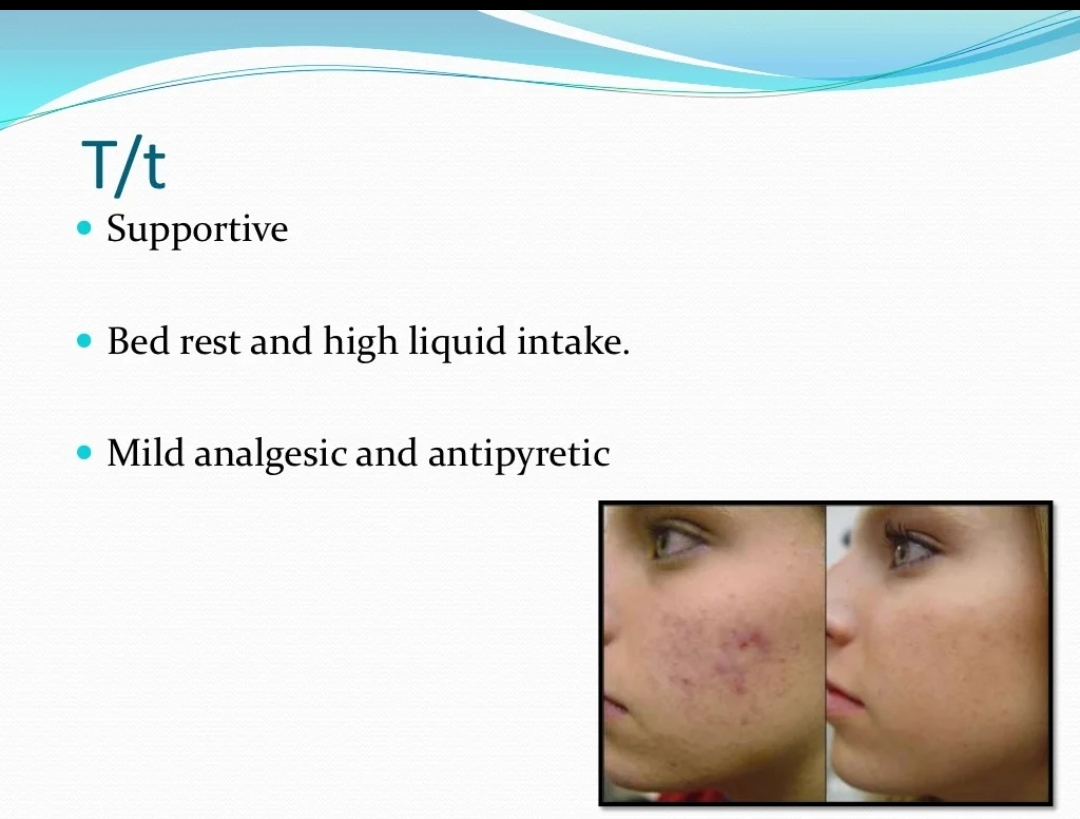 T/t
Supportive
Bed rest and high liquid intake.
Mild analgesic and antipyretic